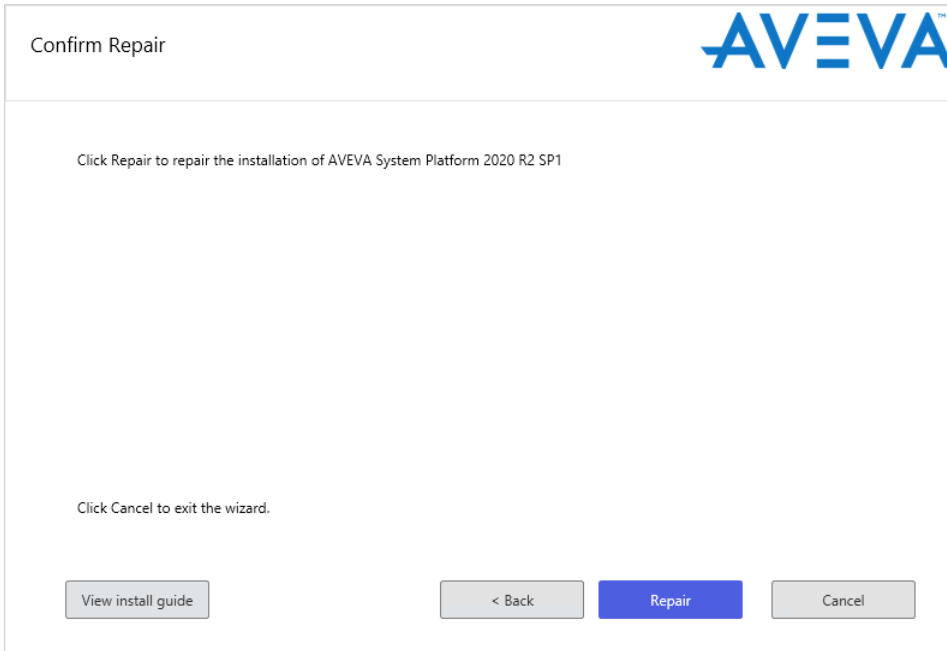 Confirm Repair
AVEVA™
Click Repair to repair the installation of AVEVA System Platform 2020 R2 SP1
Click Cancel to exit the wizard.
View install guide
< Back
Repair
Cancel